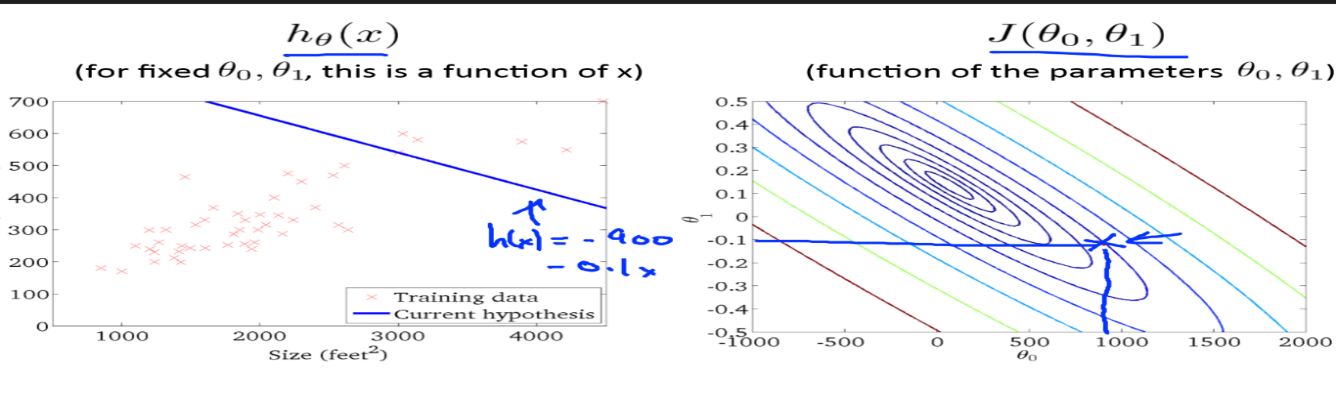 hθ(x)
(for fixed θ₀, θ₁, this is a function of x)
700
600
500
400
300
200
100
0
1000
2000
3000
4000
Size (feet²)
h(x) = - 900
- 0.1x
Training data
Current hypothesis
J(θ₀, θ₁)
(function of the parameters θ₀, θ₁)
0.5
0.4
0.3
0.2
0.1
0
-0.1
-0.2
-0.3
-0.4
-0.5
θ₁
-1000
-500
0
500
1000
1500
2000
θ₀